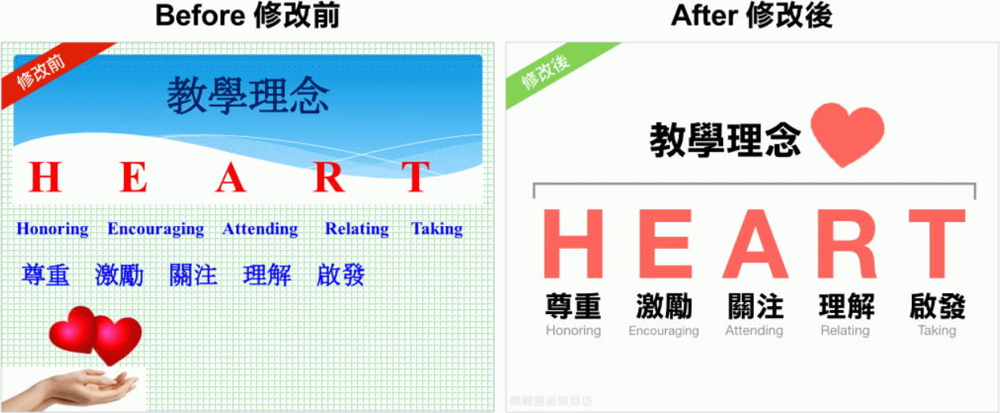 Before 修改前
修改前
教學理念
H E A R T
Honoring Encouraging Attending Relating Taking
尊重 激勵 關注 理解 啟發
After 修改後
修改後
教學理念
HEART
尊重 激勵 關注 理解 啟發
Honoring Encouraging Attending Relating Taking
簡報藝術烘焙坊